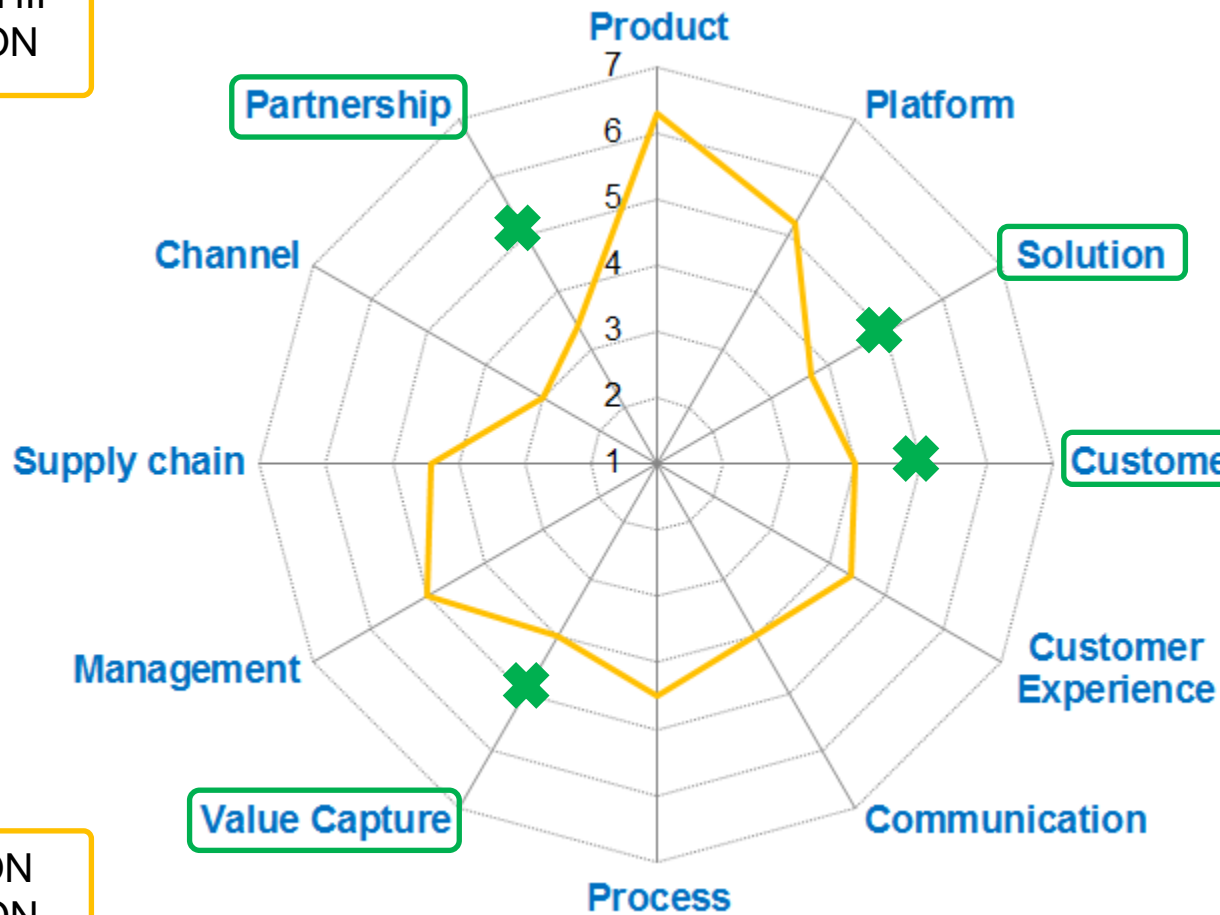 ON
Product
7
Partnership
Platform
6
5
Channel
Solution
4
3
2
Supply chain
1
Custome
Customer
Experience
Management
Value Capture
Communication
ON
Process
ON